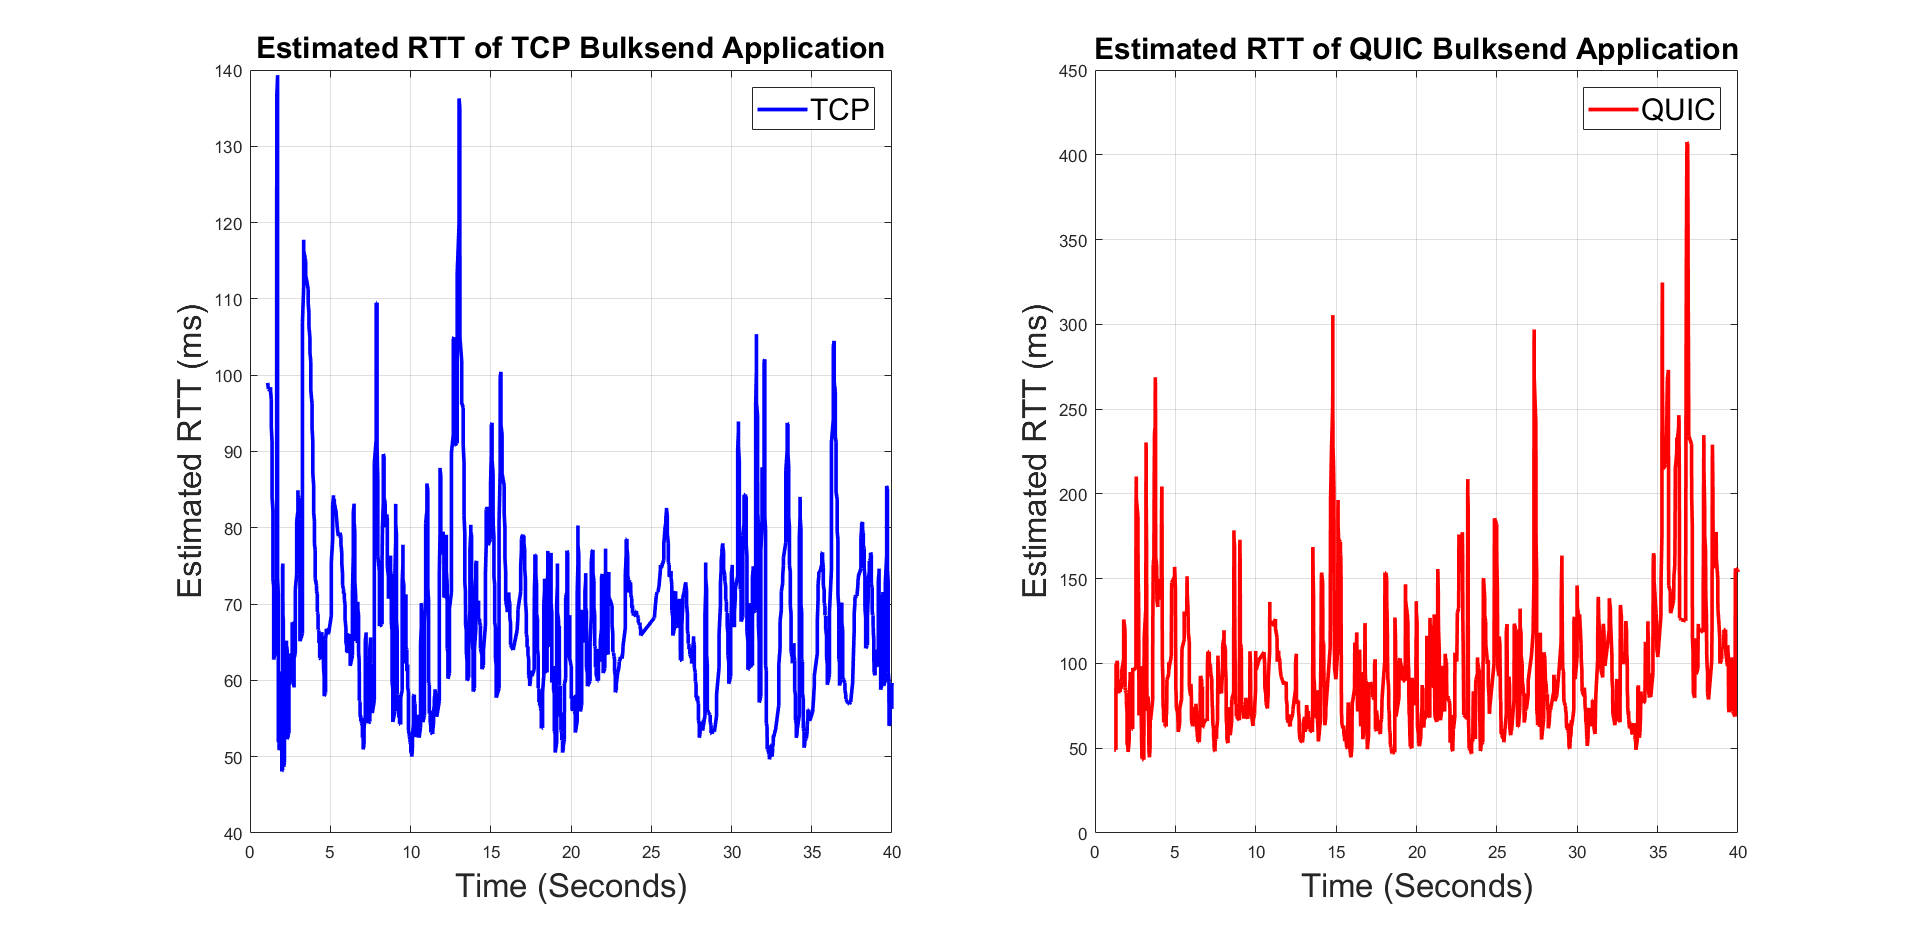 Estimated RTT of TCP Bulksend Application
TCP
Estimated RTT (ms)
140
130
120
110
100
90
80
70
60
50
40
0 5 10 15 20 25 30 35 40
Time (Seconds)
Estimated RTT of QUIC Bulksend Application
QUIC
Estimated RTT (ms)
450
400
350
300
250
200
150
100
50
0
0 5 10 15 20 25 30 35 40
Time (Seconds)